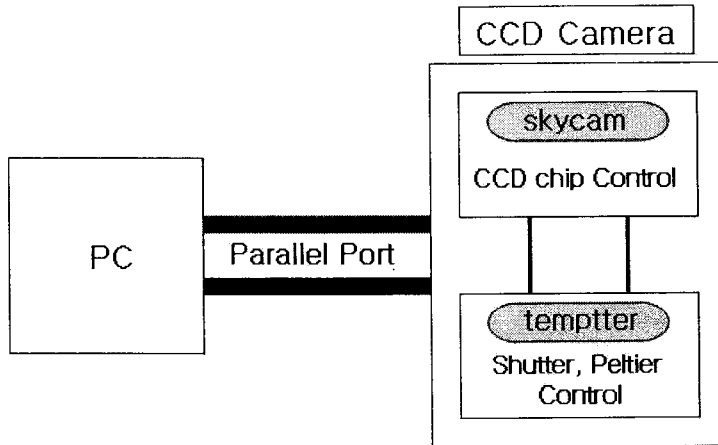 CCD Camera
skycam
CCD chip Control
PC
Parallel Port
temptter
Shutter, Peltier
Control